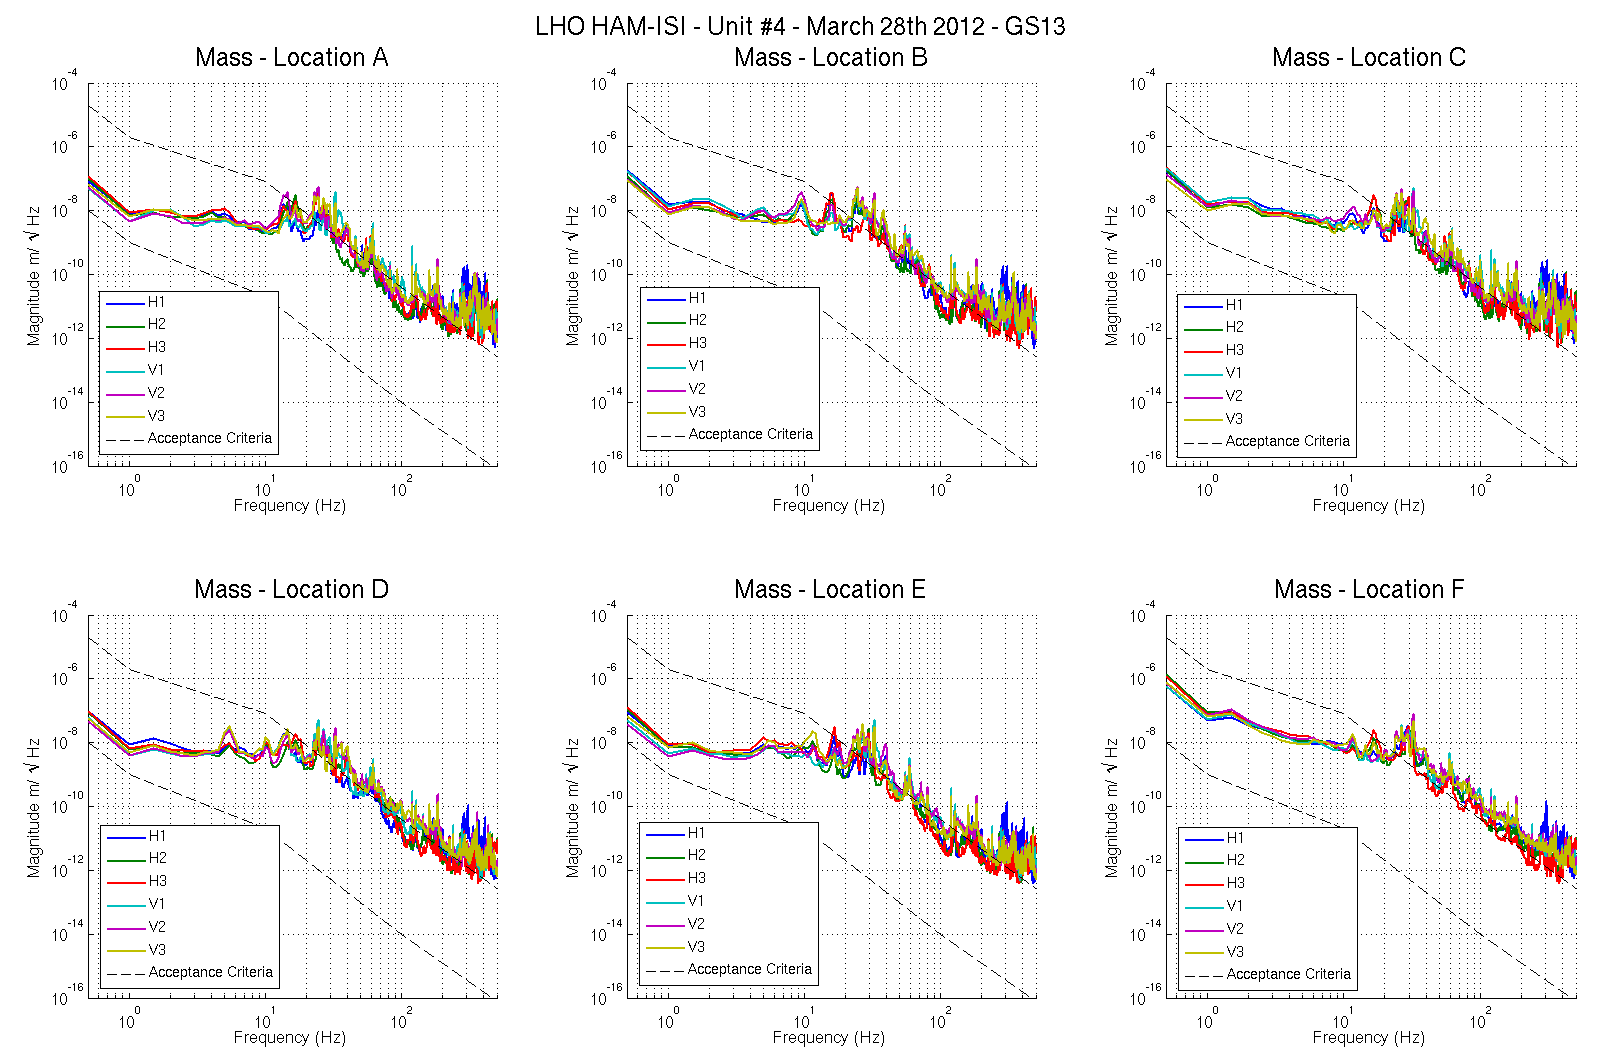 LHO HAM-ISI - Unit #4 - March 28th 2012 - GS13
Mass - Location A
10^-4
10^-6
10^-8
10^-10
10^-12
10^-14
10^-16
Magnitude m/ √ Hz
H1
H2
H3
V1
V2
V3
Acceptance Criteria
10^0
10^1
10^2
Frequency (Hz)
Mass - Location B
10^-4
10^-6
10^-8
10^-10
10^-12
10^-14
10^-16
Magnitude m/ √ Hz
H1
H2
H3
V1
V2
V3
Acceptance Criteria
10^0
10^1
10^2
Frequency (Hz)
Mass - Location C
10^-4
10^-6
10^-8
10^-10
10^-12
10^-14
10^-16
Magnitude m/ √ Hz
H1
H2
H3
V1
V2
V3
Acceptance Criteria
10^0
10^1
10^2
Frequency (Hz)
Mass - Location D
10^-4
10^-6
10^-8
10^-10
10^-12
10^-14
10^-16
Magnitude m/ √ Hz
H1
H2
H3
V1
V2
V3
Acceptance Criteria
10^0
10^1
10^2
Frequency (Hz)
Mass - Location E
10^-4
10^-6
10^-8
10^-10
10^-12
10^-14
10^-16
Magnitude m/ √ Hz
H1
H2
H3
V1
V2
V3
Acceptance Criteria
10^0
10^1
10^2
Frequency (Hz)
Mass - Location F
10^-4
10^-6
10^-8
10^-10
10^-12
10^-14
10^-16
Magnitude m/ √ Hz
H1
H2
H3
V1
V2
V3
Acceptance Criteria
10^0
10^1
10^2
Frequency (Hz)